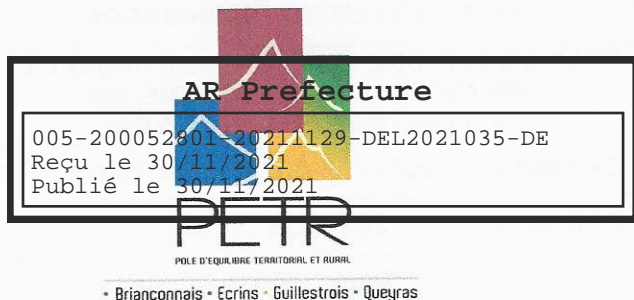 AR Prefecture
005-200052801-20211129-DEL2021035-DE
Reçu le 30/11/2021
Publié le 30/11/2021
PETR
POLE D'EQUILIBRE TERRITORIAL ET RURAL
• Briançonnais • Ecrins • Guillestrois • Queyras